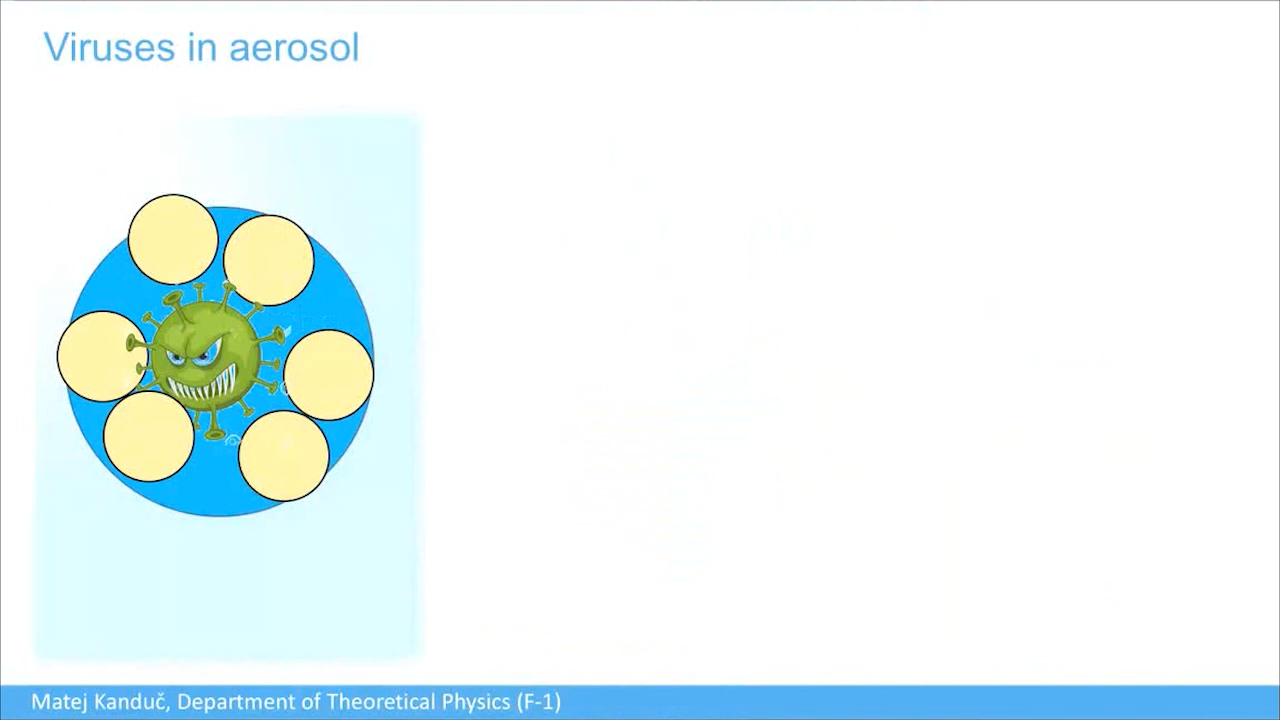 Viruses in aerosol
Matej Kanduč, Department of Theoretical Physics (F-1)